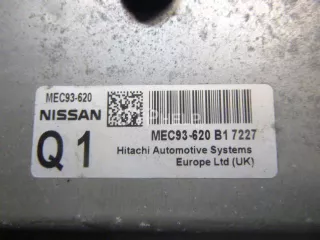 MEC93-620
NISSAN
MEC93-620 B1 7227
Q1
Hitachi Automotive Systems
Europe Ltd (UK)